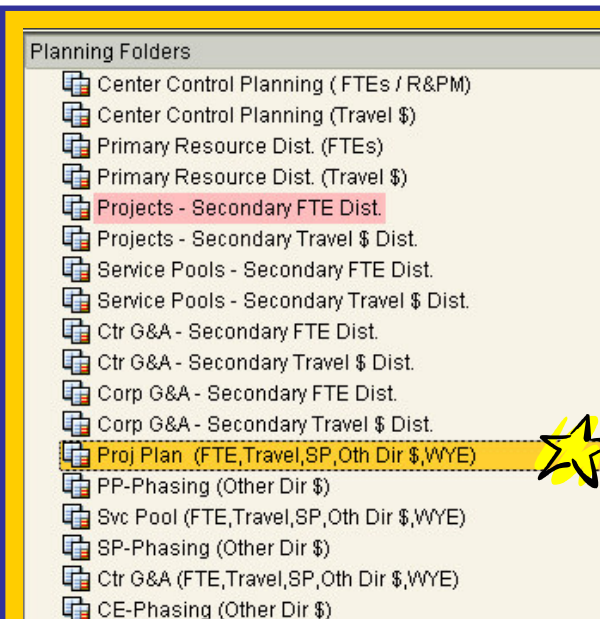 Planning Folders
Center Control Planning ( FTEs / R&PM)
Center Control Planning (Travel $)
Primary Resource Dist. (FTEs)
Primary Resource Dist. (Travel $)
Projects - Secondary FTE Dist.
Projects - Secondary Travel $ Dist.
Service Pools - Secondary FTE Dist.
Service Pools - Secondary Travel $ Dist.
Ctr G&A - Secondary FTE Dist.
Ctr G&A - Secondary Travel $ Dist.
Corp G&A - Secondary FTE Dist.
Corp G&A - Secondary Travel $ Dist.
Proj Plan (FTE,Travel,SP,Oth Dir $,WYE)
PP-Phasing (Other Dir $)
Svc Pool (FTE,Travel,SP,Oth Dir $,WYE)
SP-Phasing (Other Dir $)
Ctr G&A (FTE,Travel,SP,Oth Dir $,WYE)
CE-Phasing (Other Dir $)